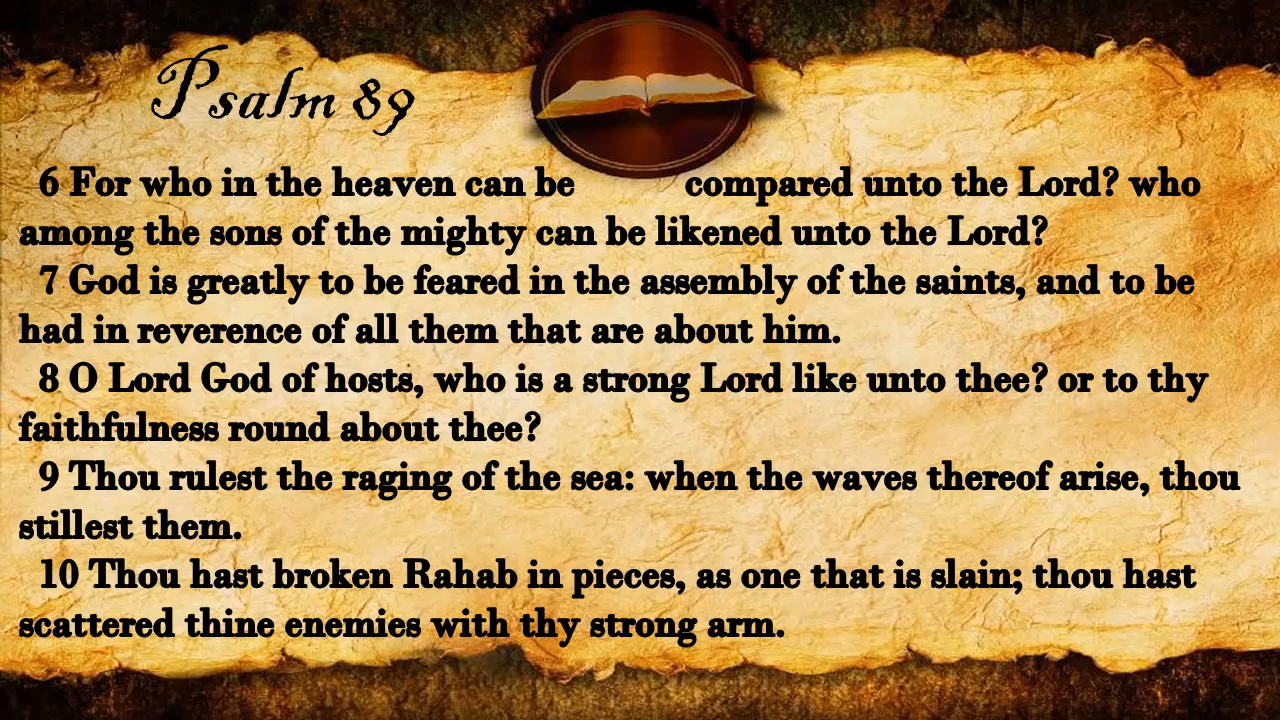 Psalm 89
6 For who in the heaven can be compared unto the Lord? who
among the sons of the mighty can be likened unto the Lord?
7 God is greatly to be feared in the assembly of the saints, and to be
had in reverence of all them that are about him.
8 O Lord God of hosts, who is a strong Lord like unto thee? or to thy
faithfulness round about thee?
9 Thou rulest the raging of the sea: when the waves thereof arise, thou
stillest them.
10 Thou hast broken Rahab in pieces, as one that is slain; thou hast
scattered thine enemies with thy strong arm.